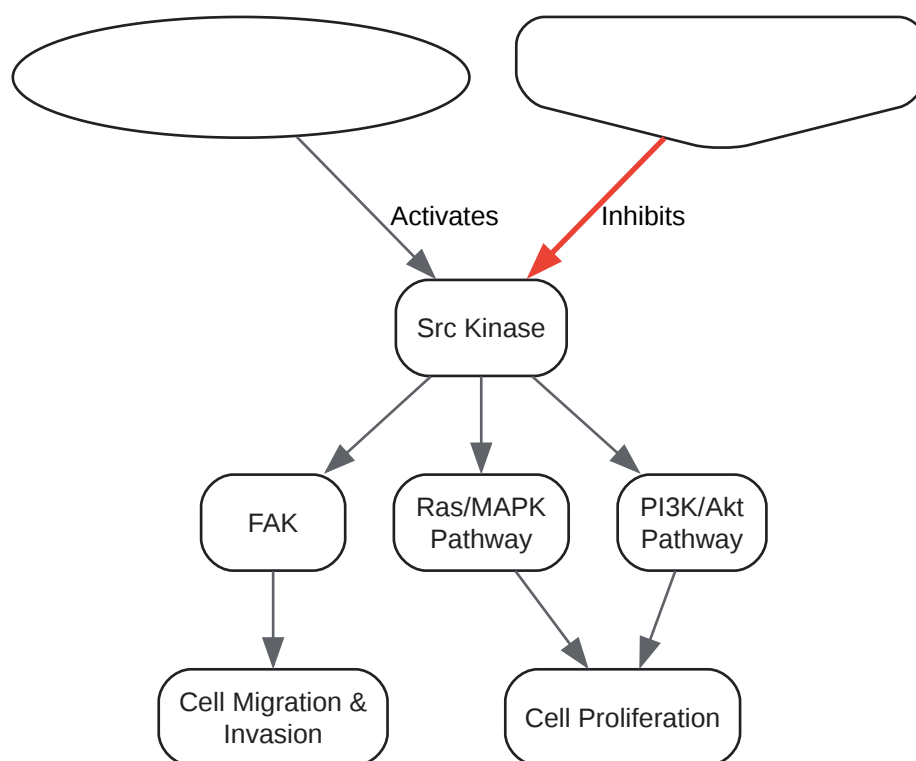 Activates
Inhibits
Src Kinase
FAK
Ras/MAPK
Pathway
PI3K/Akt
Pathway
Cell Migration &
Invasion
Cell Proliferation